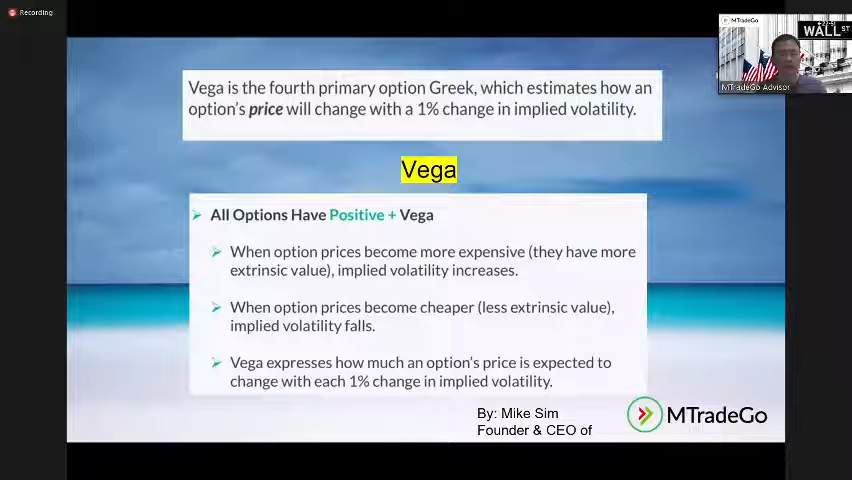 Recording
MTradeGo
WALL ST
MTradeGo Advisor
Vega is the fourth primary option Greek, which estimates how an
option's price will change with a 1% change in implied volatility.
Vega
➢ All Options Have Positive + Vega
➢ When option prices become more expensive (they have more
extrinsic value), implied volatility increases.
➢ When option prices become cheaper (less extrinsic value),
implied volatility falls.
➢ Vega expresses how much an option's price is expected to
change with each 1% change in implied volatility.
By: Mike Sim
Founder & CEO of
MTradeGo